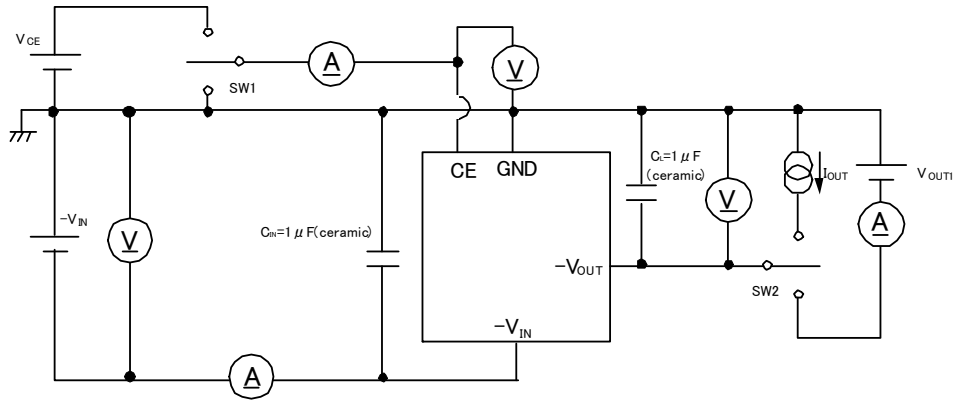 VCE
SW1
A
V
CE
GND
CL=1μF
(ceramic)
IOUT
VOUT1
V
A
-VIN
V
CIN=1μF(ceramic)
-VOUT
SW2
-VIN
A